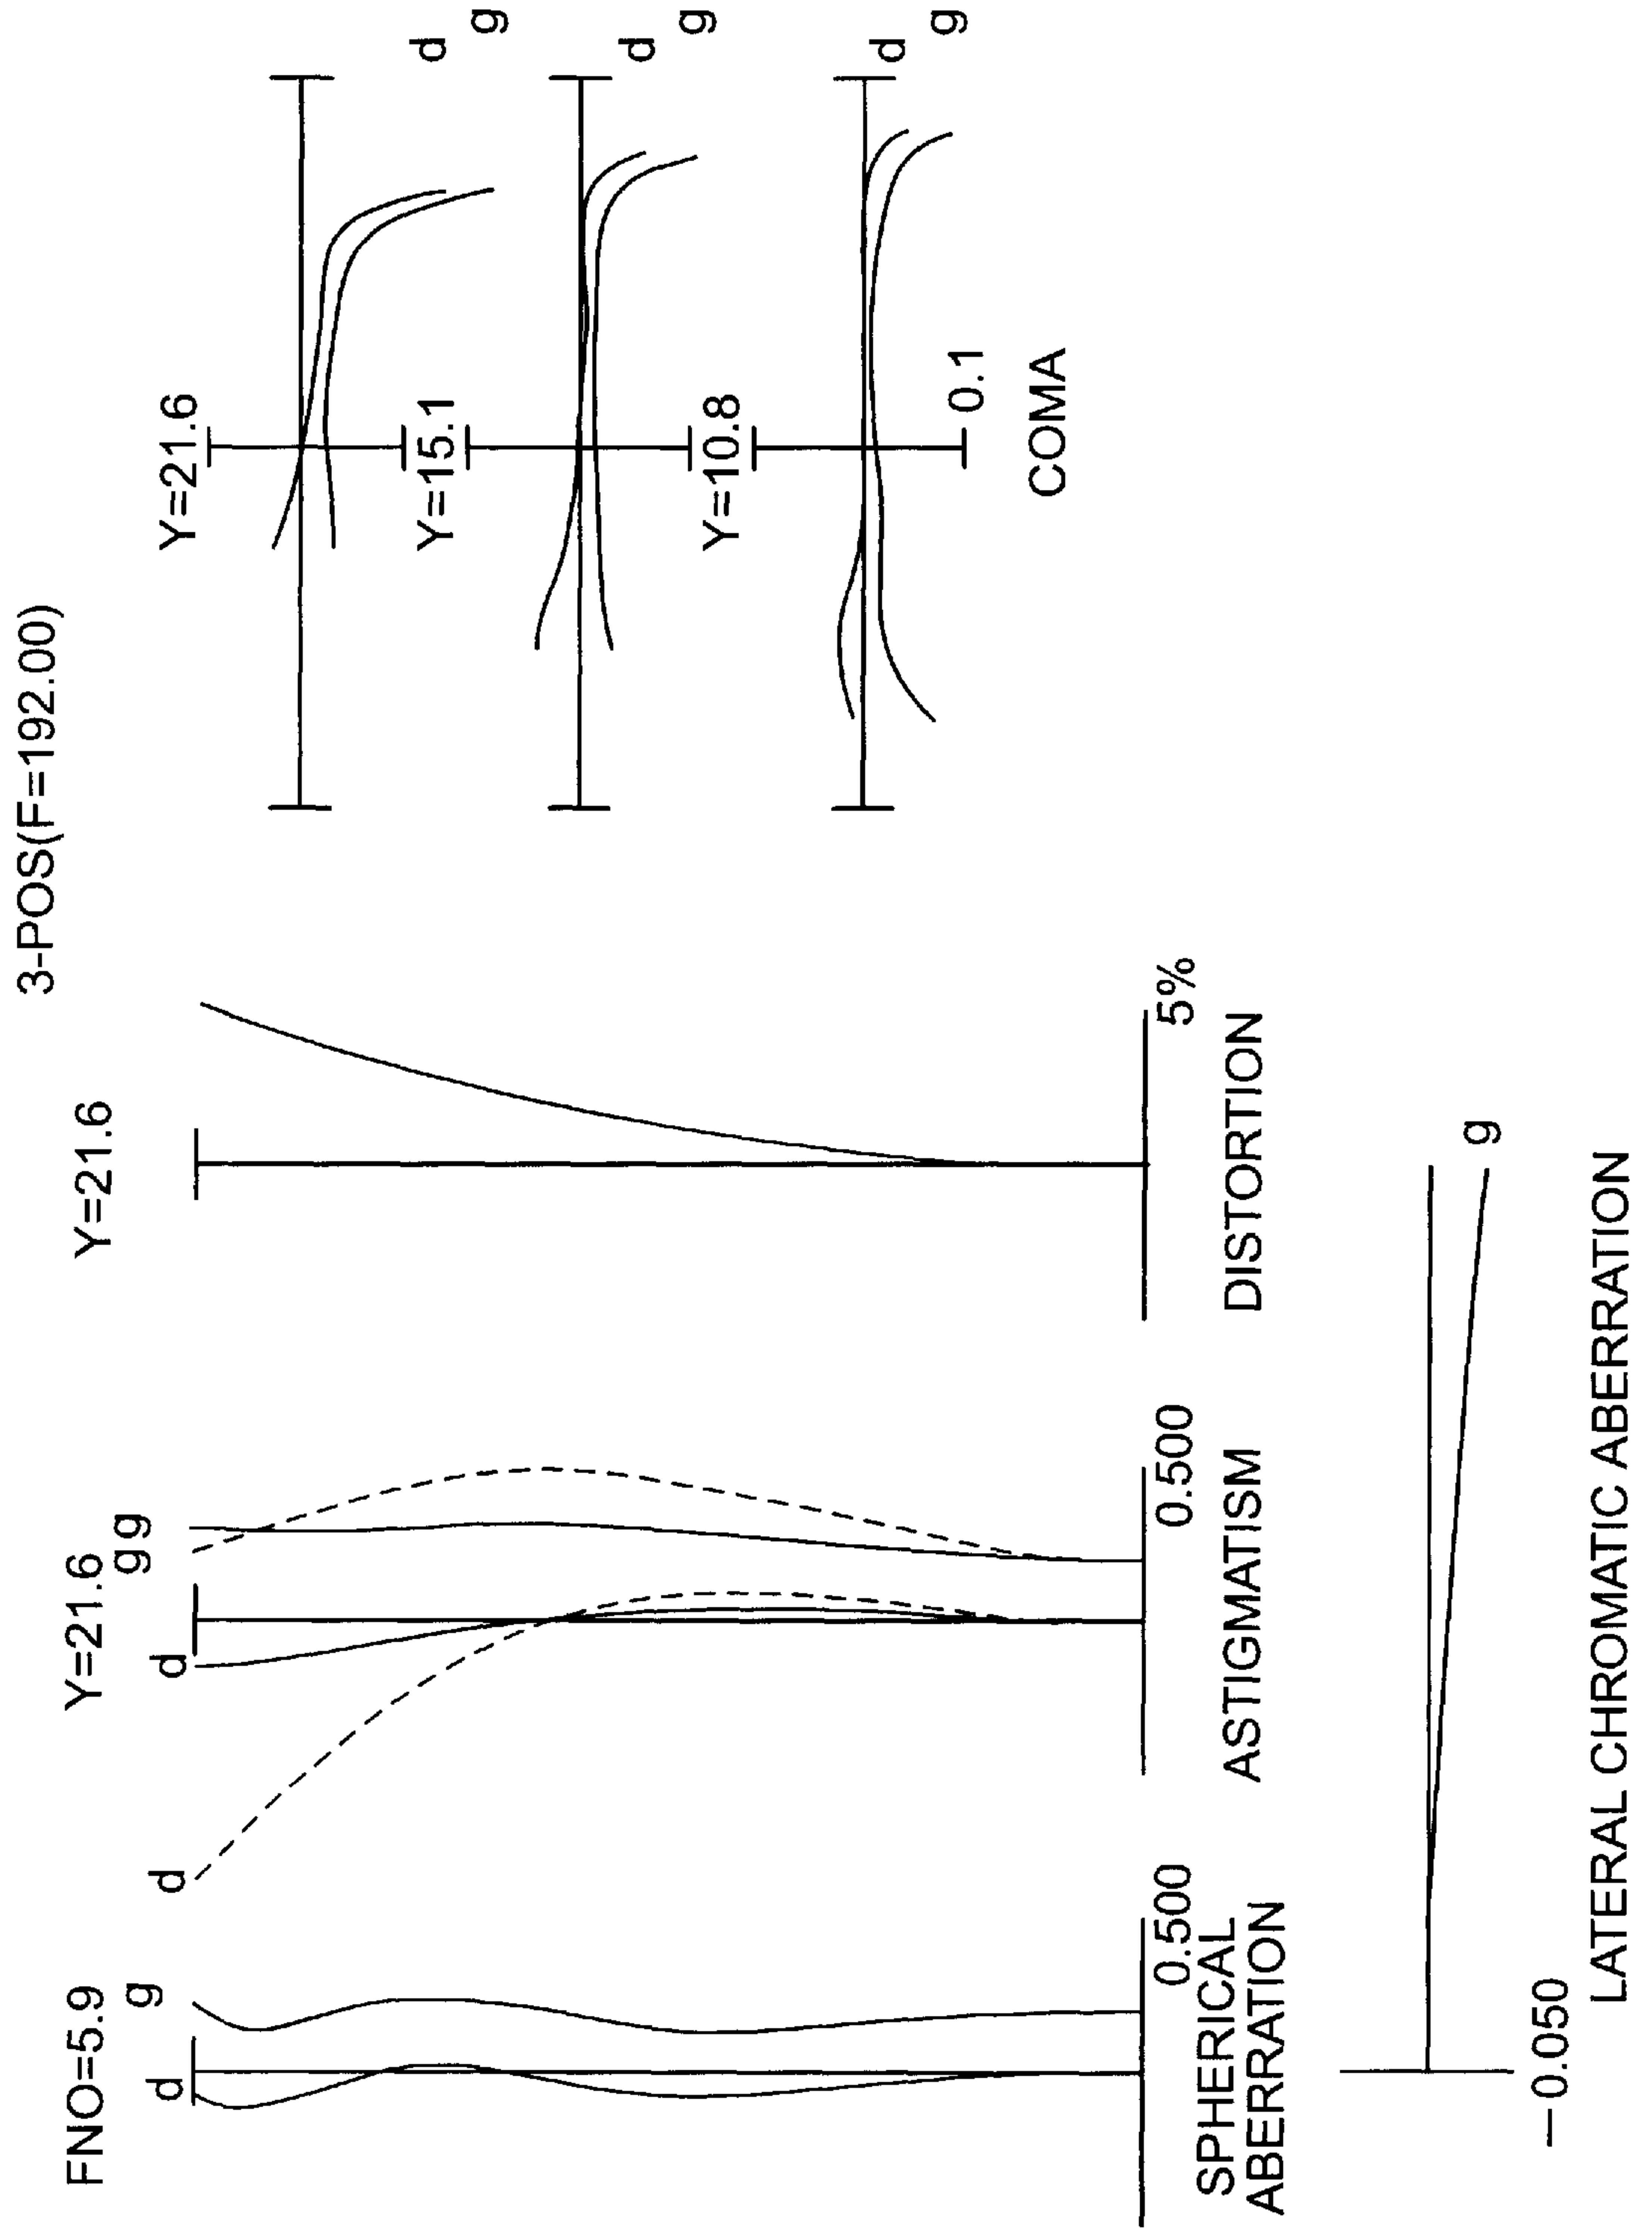 3-POS(F=192.00)
FNO=5.9
d
g
SPHERICAL
ABERRATION
0.500
Y=21.6
d
d
g
g
ASTIGMATISM
0.500
Y=21.6
DISTORTION
5%
Y=21.6
d
g
Y=15.1
d
g
Y=10.8
d
g
0.1
COMA
g
−0.050
LATERAL CHROMATIC ABERRATION